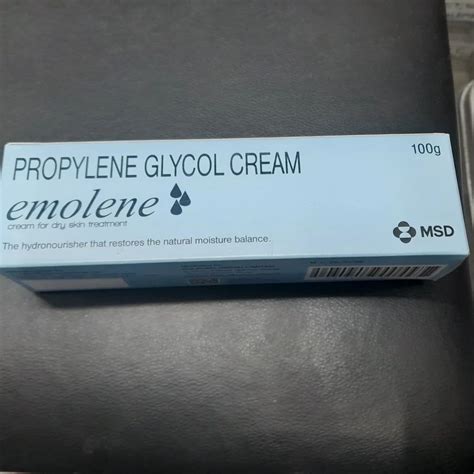 PROPYLENE GLYCOL CREAM 100g
emolene
cream for dry skin treatment
MSD
The hydronourisher that restores the natural moisture balance.